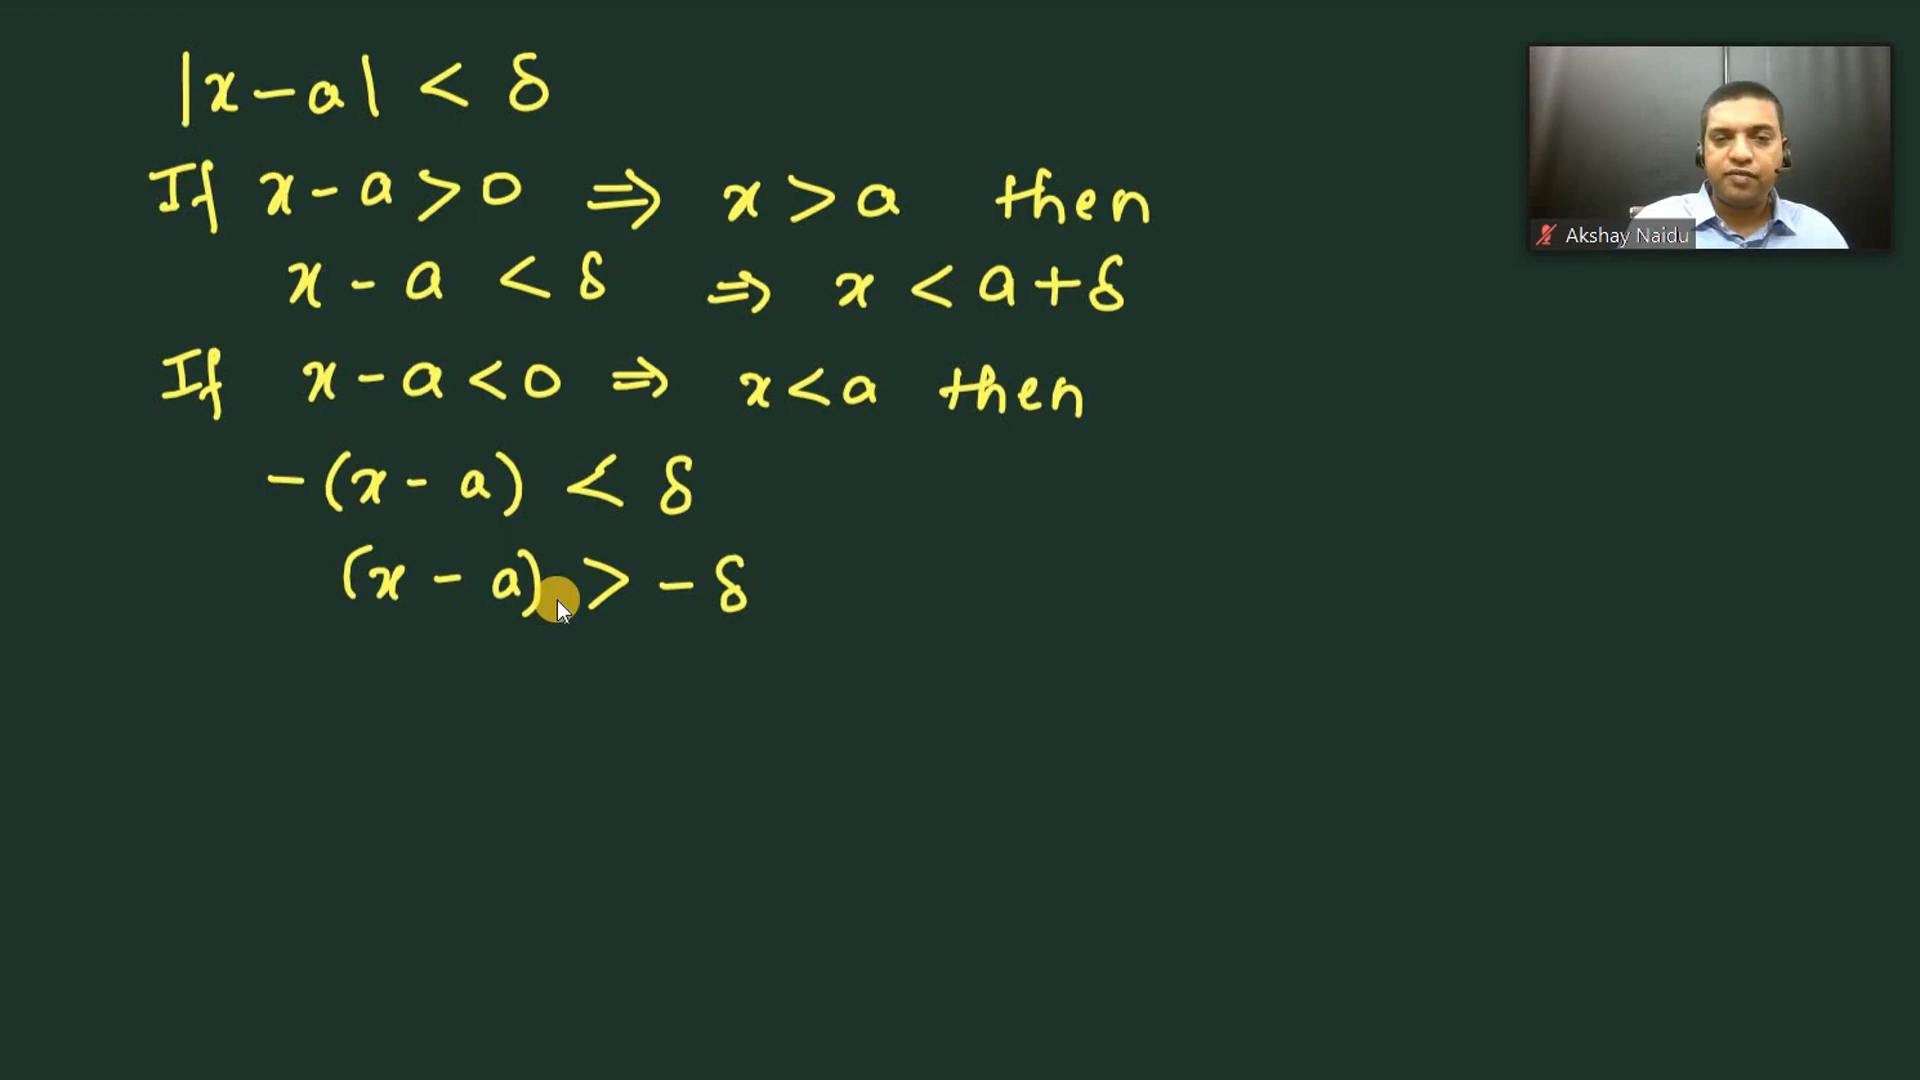 |x-a| < δ
If x-a>0 ⇒ x>a then
x-a < δ ⇒ x < a+δ
If x-a<0 ⇒ x<a then
-(x-a) < δ
(x-a) > -δ
Akshay Naidu